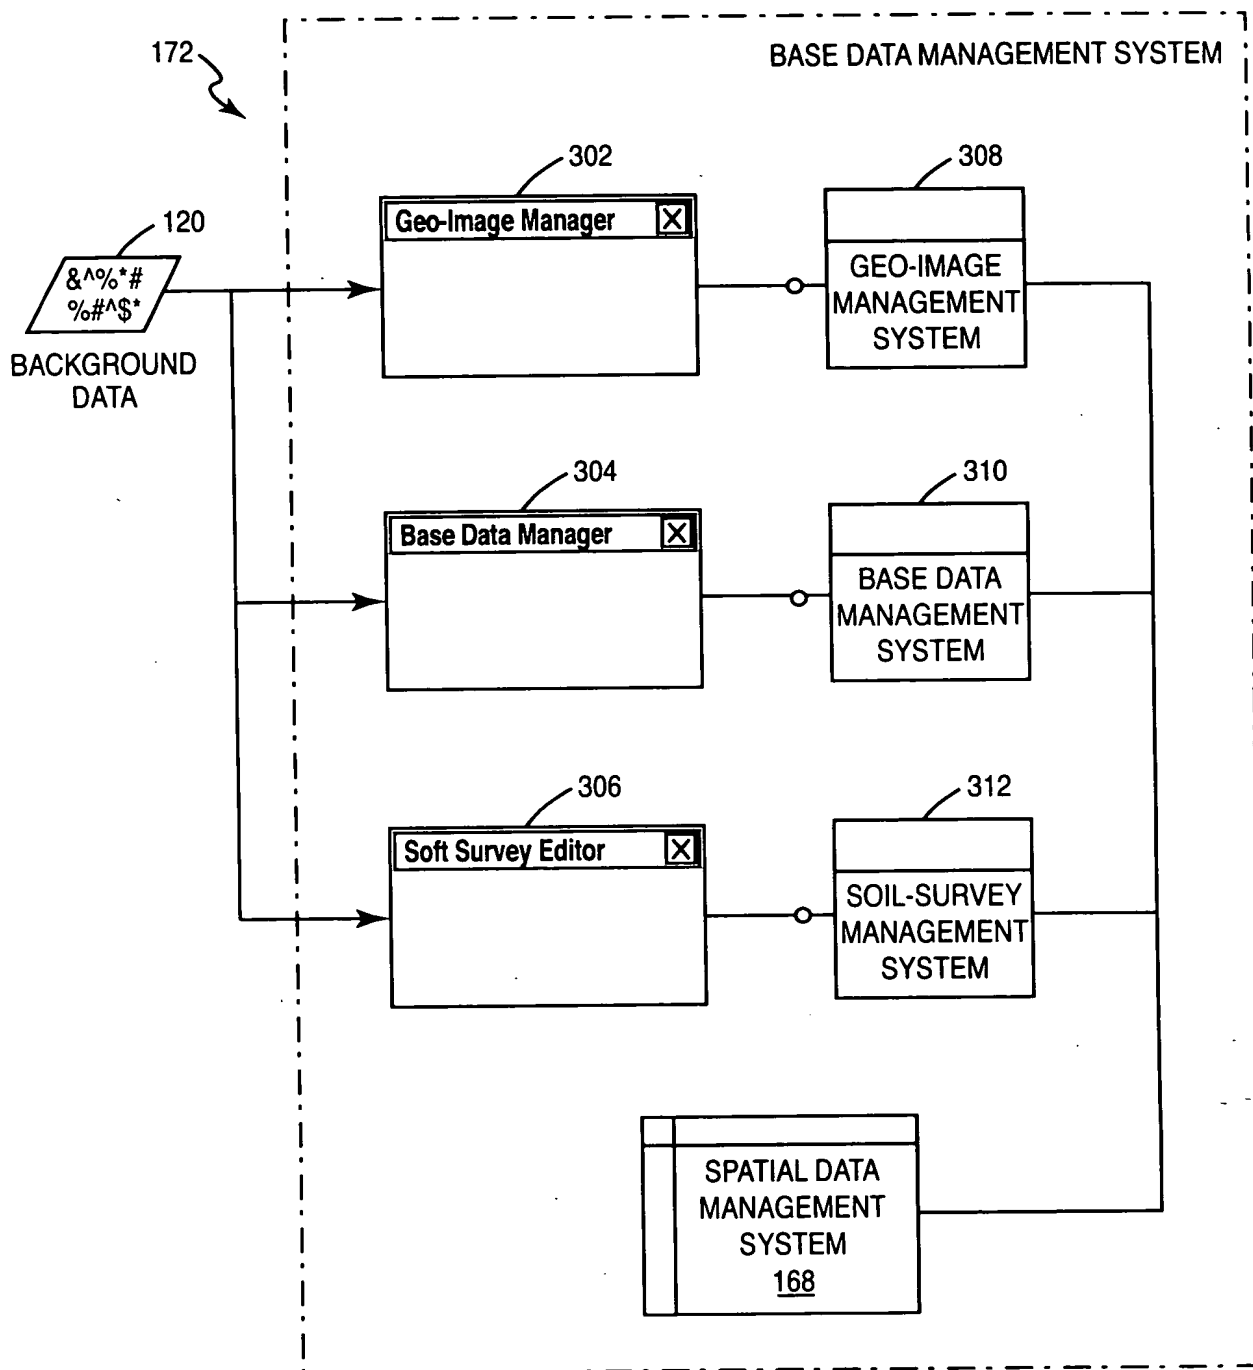 172
BASE DATA MANAGEMENT SYSTEM
302
308
120
Geo-Image Manager X
&^%*#
%#^$*
GEO-IMAGE
MANAGEMENT
SYSTEM
BACKGROUND
DATA
304
310
Base Data Manager X
BASE DATA
MANAGEMENT
SYSTEM
306
312
Soft Survey Editor X
SOIL-SURVEY
MANAGEMENT
SYSTEM
SPATIAL DATA
MANAGEMENT
SYSTEM
168